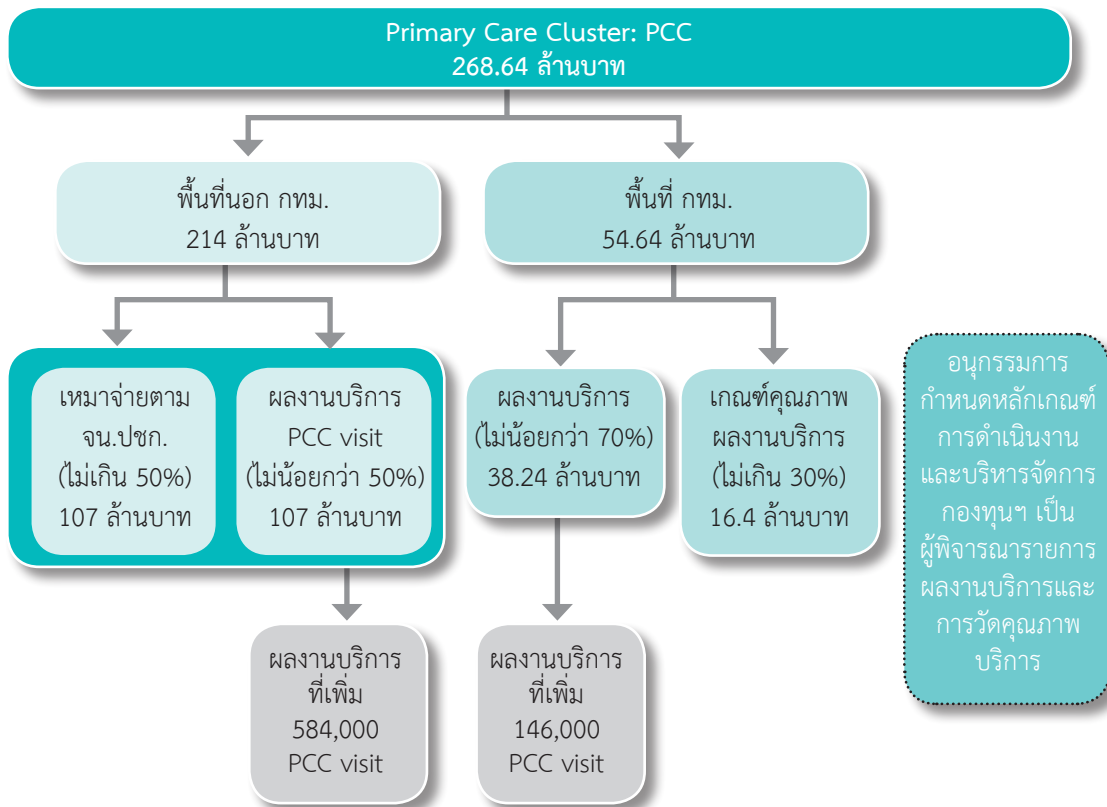 Primary Care Cluster: PCC
268.64 ล้านบาท
พื้นที่นอก กทม.
214 ล้านบาท
พื้นที่ กทม.
54.64 ล้านบาท
เหมาจ่ายตาม
จน.ปชก.
(ไม่เกิน 50%)
107 ล้านบาท
ผลงานบริการ
PCC visit
(ไม่น้อยกว่า 50%)
107 ล้านบาท
ผลงานบริการ
(ไม่น้อยกว่า 70%)
38.24 ล้านบาท
เกณฑ์คุณภาพ
ผลงานบริการ
(ไม่เกิน 30%)
16.4 ล้านบาท
อนุกรรมการ
กำหนดหลักเกณฑ์
การดำเนินงาน
และบริหารจัดการ
กองทุนฯ เป็น
ผู้พิจารณารายการ
ผลงานบริการและ
การวัดคุณภาพ
บริการ
ผลงานบริการ
ที่เพิ่ม
584,000
PCC visit
ผลงานบริการ
ที่เพิ่ม
146,000
PCC visit